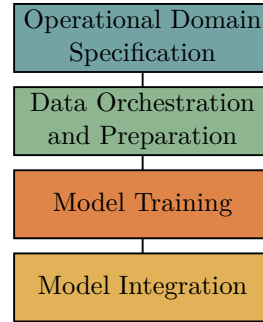 Operational Domain
Specification
Data Orchestration
and Preparation
Model Training
Model Integration